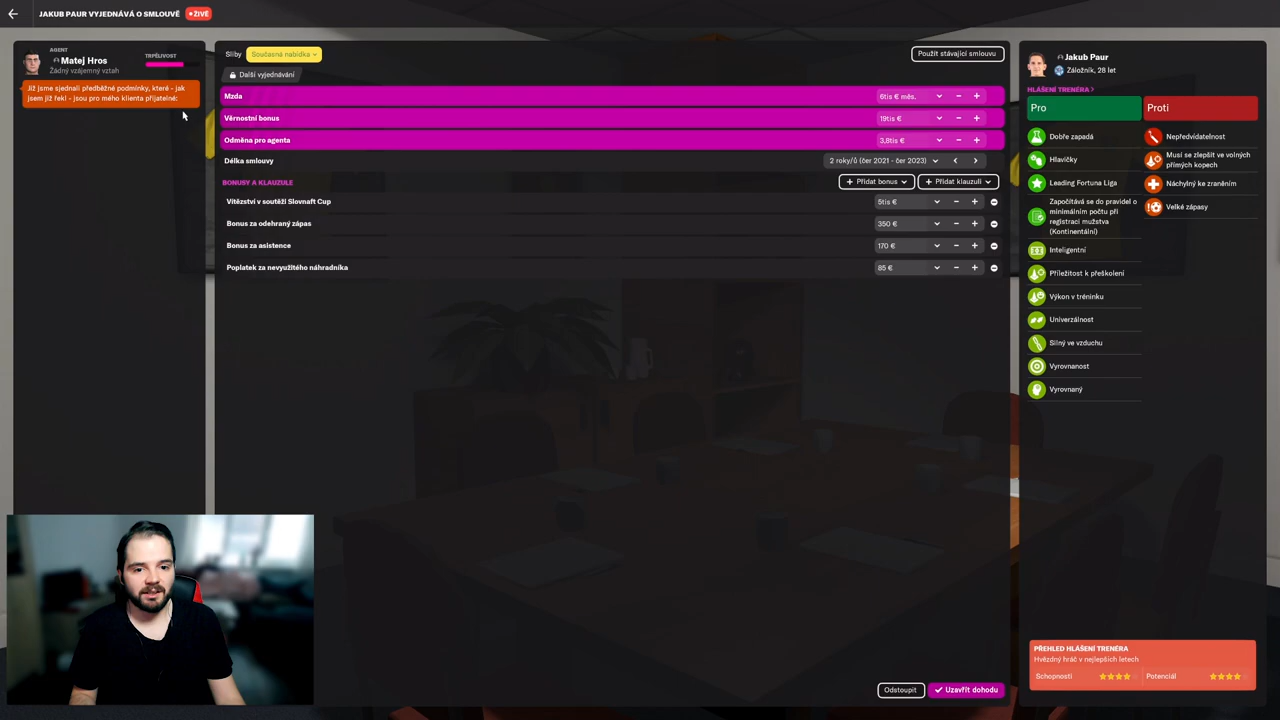 JAKUB PAUR VYJEDNÁVÁ O SMLOUVĚ
ŽIVĚ
AGENT
Matej Hros
Žádný vzájemný vztah
TRPĚLIVOST
Již jsme sjednali předběžné podmínky, které - jak
jsem již řekl - jsou pro mého klienta přijatelné:
Sliby
Současná nabídka
Použít stávající smlouvu
Další vyjednávání
Mzda
6tis € měs.
Věrnostní bonus
19tis €
Odměna pro agenta
3,8tis €
Délka smlouvy
2 roky/ů (čer 2021 - čer 2023)
BONUSY A KLAUZULE
Přidat bonus
Přidat klauzuli
Vítězství v soutěži Slovnaft Cup
5tis €
Bonus za odehraný zápas
350 €
Bonus za asistence
170 €
Poplatek za nevyužitého náhradníka
85 €
Odstoupit
Uzavřít dohodu
Jakub Paur
Záložník, 28 let
HLÁŠENÍ TRENÉRA
Pro
Proti
Dobře zapadá
Hlavičky
Leading Fortuna Liga
Započítává se do pravidel o
minimálním počtu při
registraci mužstva
(Kontinentální)
Inteligentní
Příležitost k přeškolení
Výkon v tréninku
Univerzálnost
Silný ve vzduchu
Vyrovnanost
Vyrovnaný
Nepředvídatelnost
Musí se zlepšit ve volných
přímých kopech
Náchylný ke zraněním
Velké zápasy
PŘEHLED HLÁŠENÍ TRENÉRA
Hvězdný hráč v nejlepších letech
Schopnosti
Potenciál